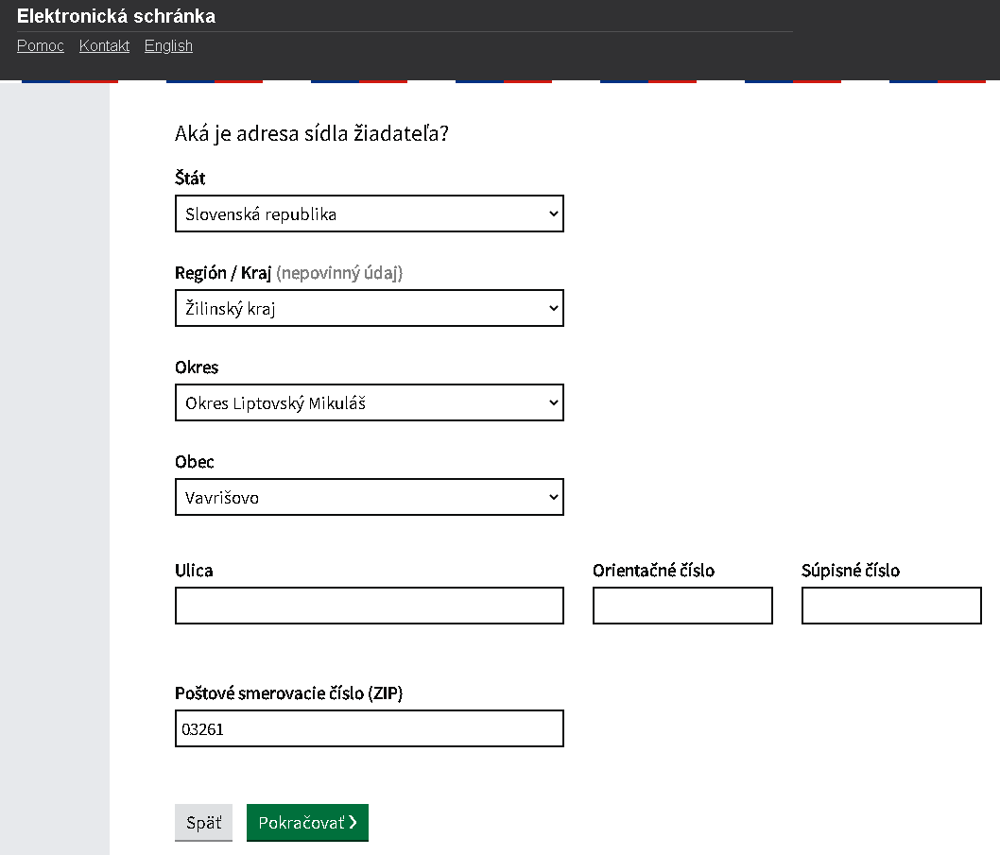 Elektronická schránka
Pomoc Kontakt English
Aká je adresa sídla žiadateľa?
Štát
Slovenská republika
Región / Kraj (nepovinný údaj)
Žilinský kraj
Okres
Okres Liptovský Mikuláš
Obec
Vavrišovo
Ulica Orientačné číslo Súpisné číslo
Poštové smerovacie číslo (ZIP)
03261
Späť Pokračovať